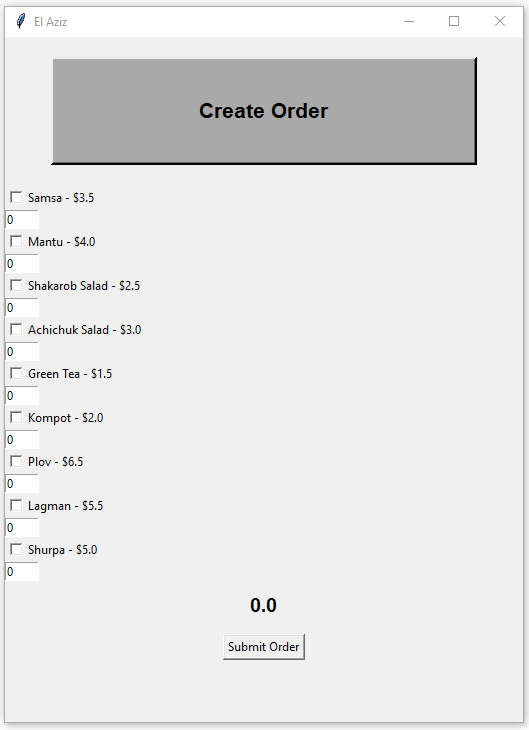 El Aziz
Create Order
Samsa - $3.5
0
Mantu - $4.0
0
Shakarob Salad - $2.5
0
Achichuk Salad - $3.0
0
Green Tea - $1.5
0
Kompot - $2.0
0
Plov - $6.5
0
Lagman - $5.5
0
Shurpa - $5.0
0
0.0
Submit Order